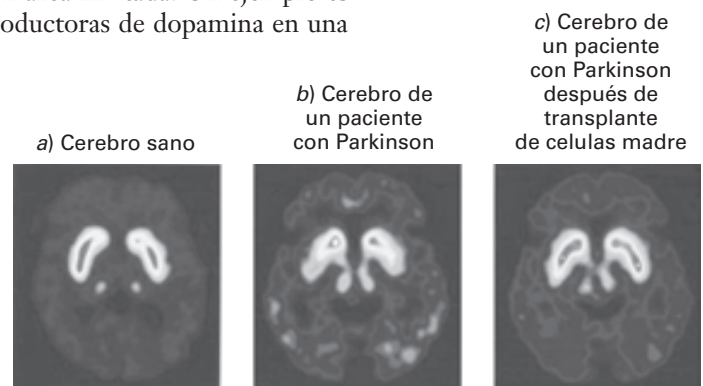 oductoras de dopamina en una
a) Cerebro sano
b) Cerebro de
un paciente
con Parkinson
c) Cerebro de
un paciente
con Parkinson
después de
transplante
de celulas madre